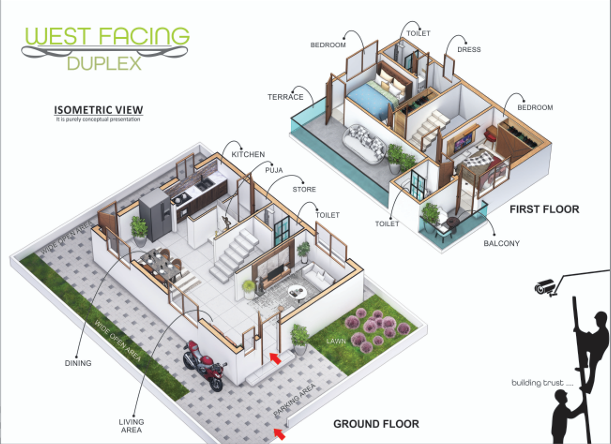 WEST FACING
DUPLEX
ISOMETRIC VIEW
It is purely conceptual presentation
BEDROOM
TOILET
DRESS
TERRACE
BEDROOM
TOILET
BALCONY
FIRST FLOOR
KITCHEN
PUJA
STORE
TOILET
WIDE OPEN AREA
WIDE OPEN AREA
DINING
LIVING
AREA
LAWN
PARKING AREA
GROUND FLOOR
building trust ....